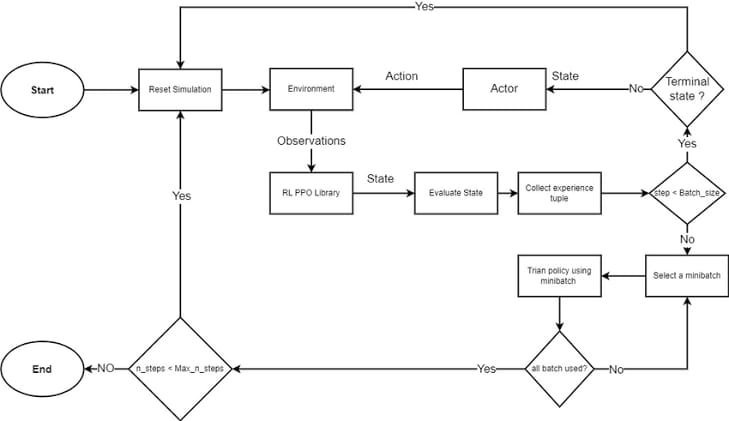 Yes
Start
Reset Simulation
Environment
Action
Actor
State
No
Terminal
state ?
Observations
Yes
Yes
RL PPO Library
State
Evaluate State
Collect experience
tuple
step < Batch_size
No
Trian policy using
minibatch
Select a minibatch
End
NO
n_steps < Max_n_steps
Yes
all batch used?
No